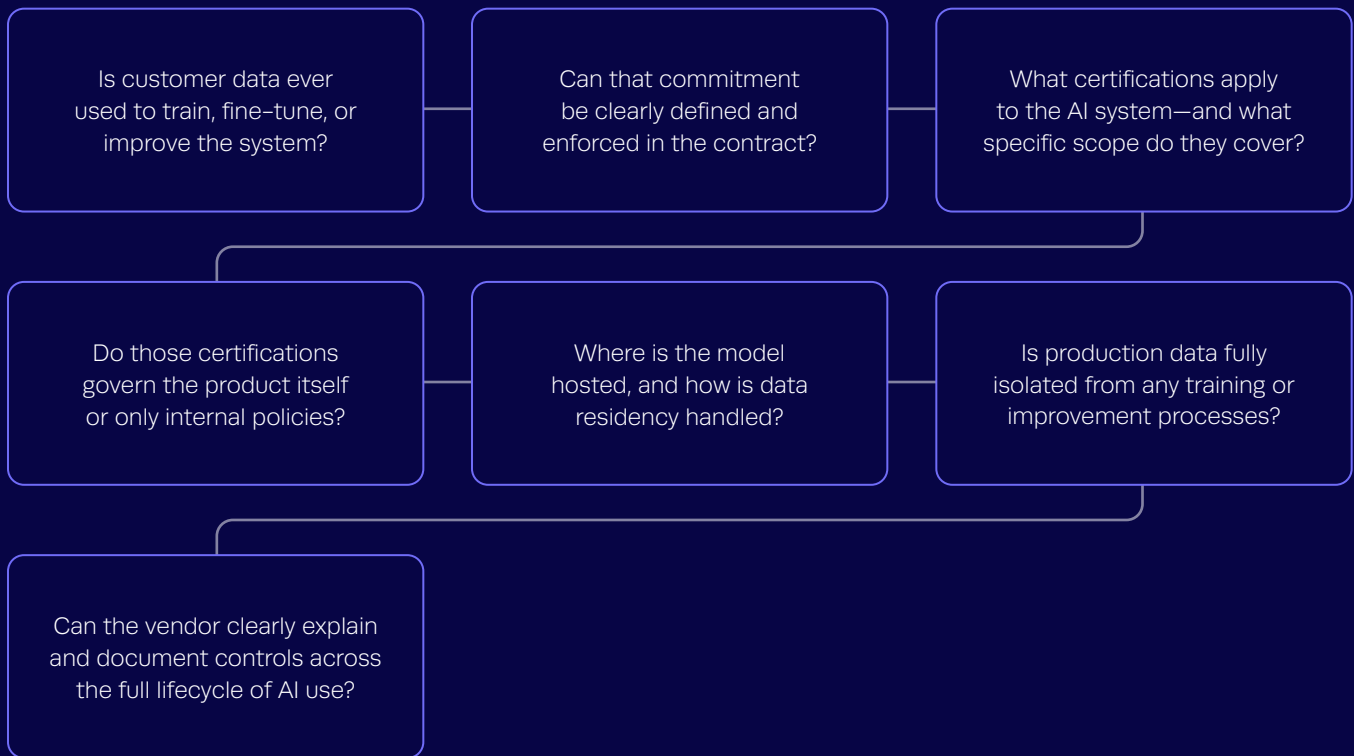 Is customer data ever
used to train, fine-tune, or
improve the system?
Can that commitment
be clearly defined and
enforced in the contract?
What certifications apply
to the AI system—and what
specific scope do they cover?
Do those certifications
govern the product itself
or only internal policies?
Where is the model
hosted, and how is data
residency handled?
Is production data fully
isolated from any training or
improvement processes?
Can the vendor clearly explain
and document controls across
the full lifecycle of AI use?